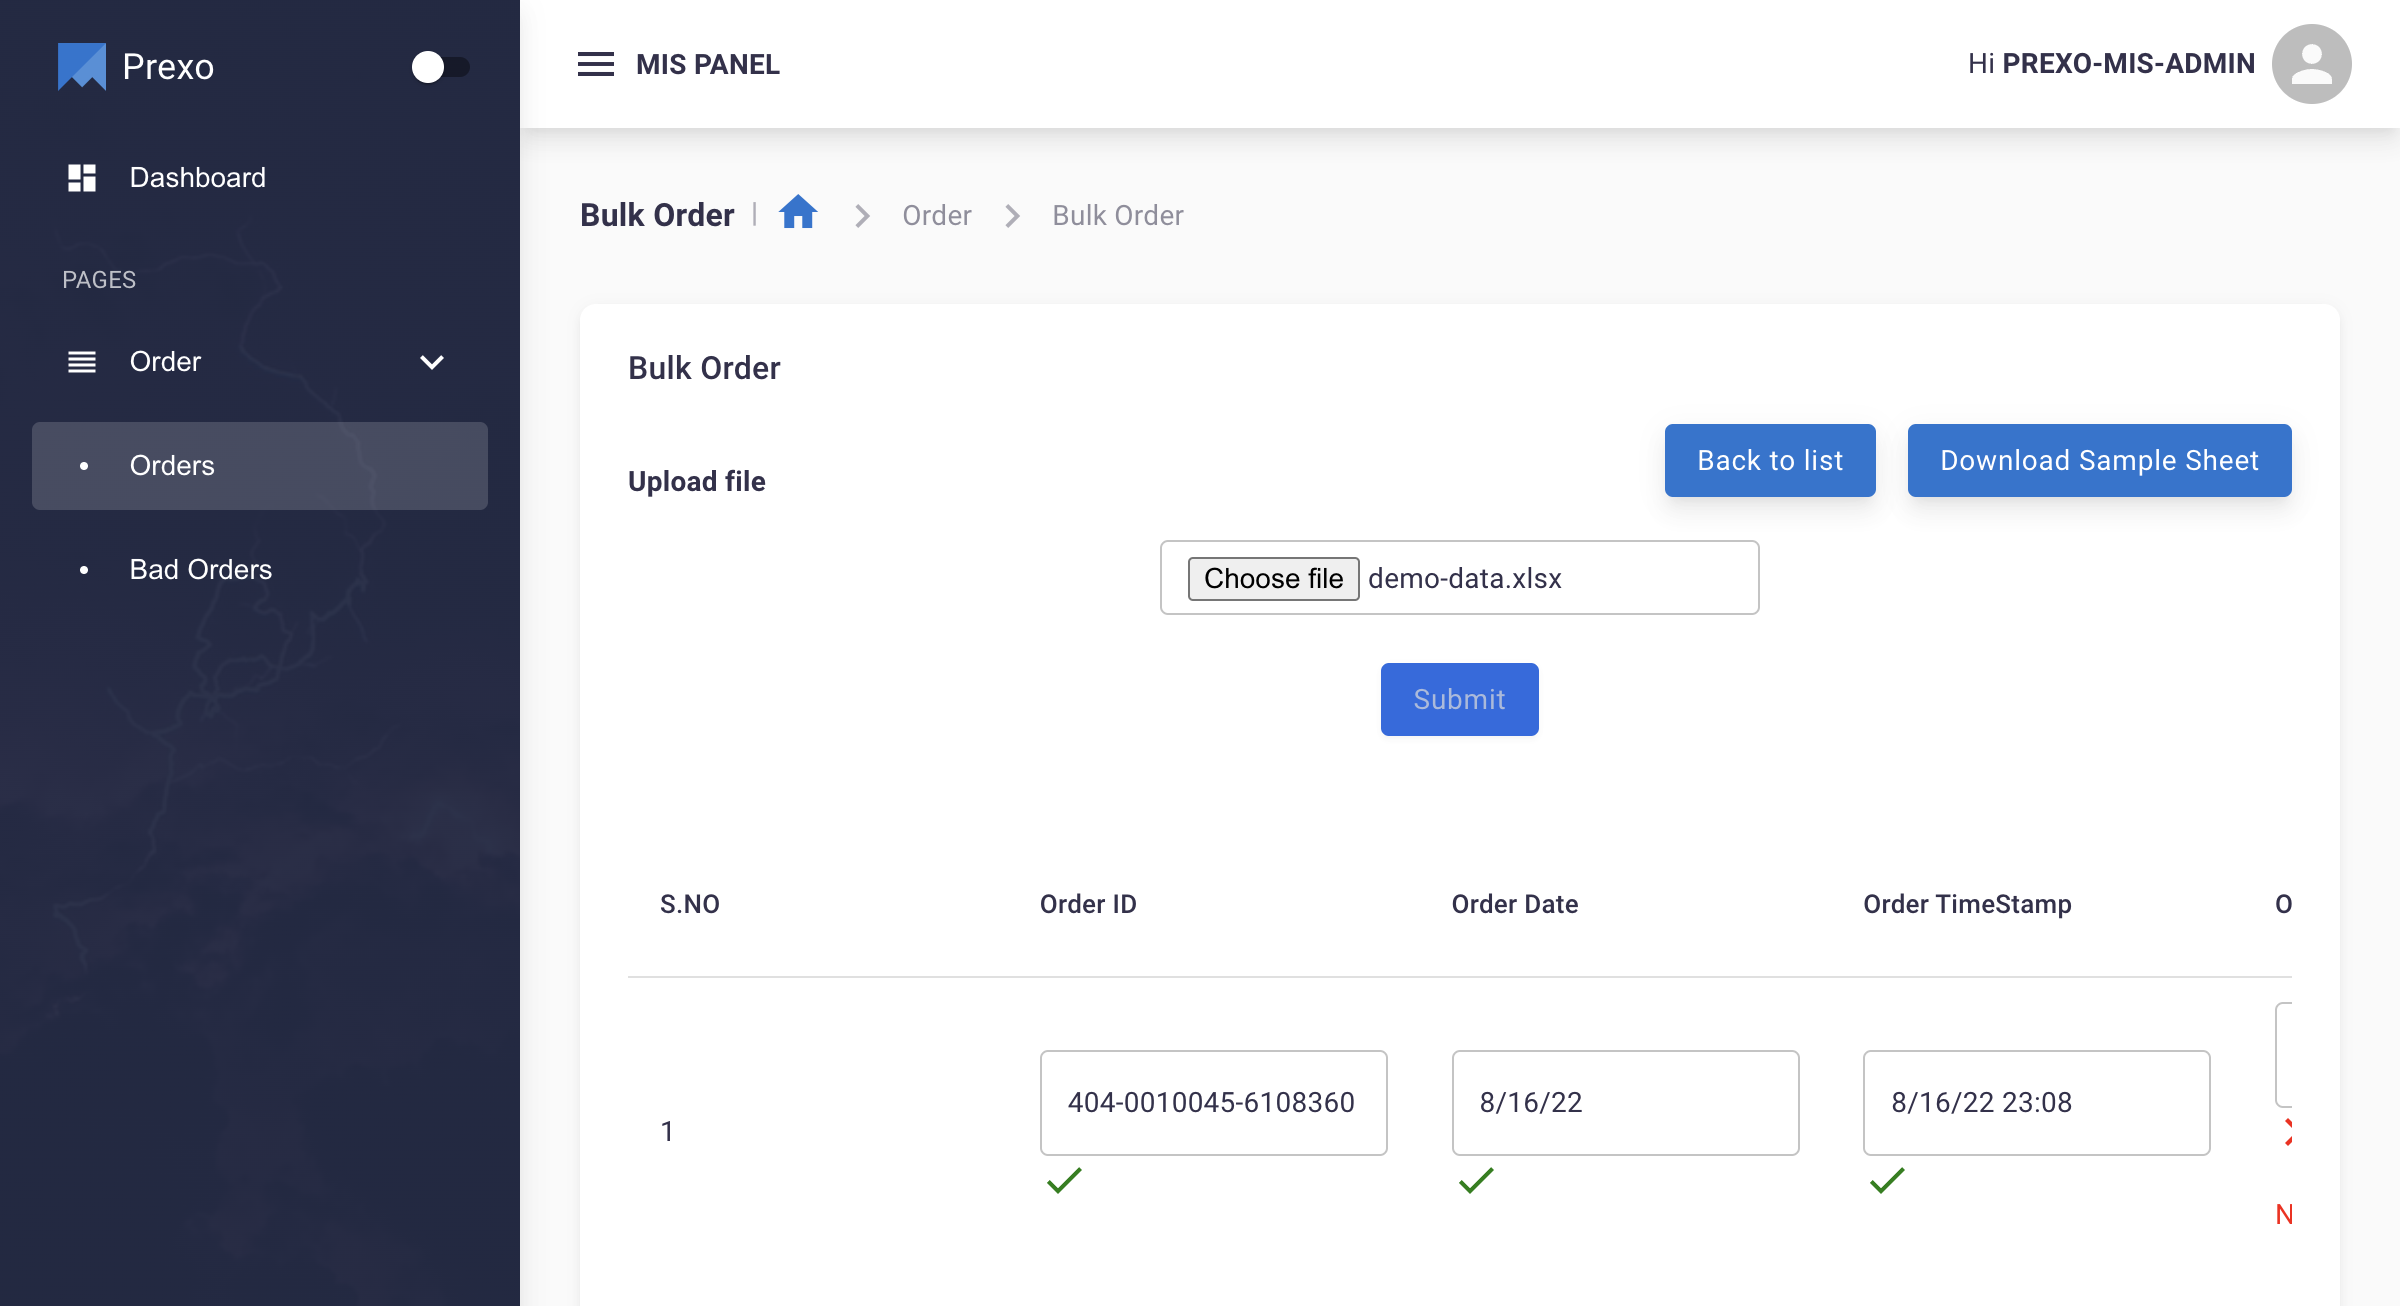 Prexo
MIS PANEL
Hi PREXO-MIS-ADMIN
Dashboard
PAGES
Order
Orders
Bad Orders
Bulk Order | Order Bulk Order
Bulk Order
Upload file
Back to list
Download Sample Sheet
Choose file demo-data.xlsx
Submit
S.NO Order ID Order Date Order TimeStamp O
1 404-0010045-6108360 8/16/22 8/16/22 23:08
N